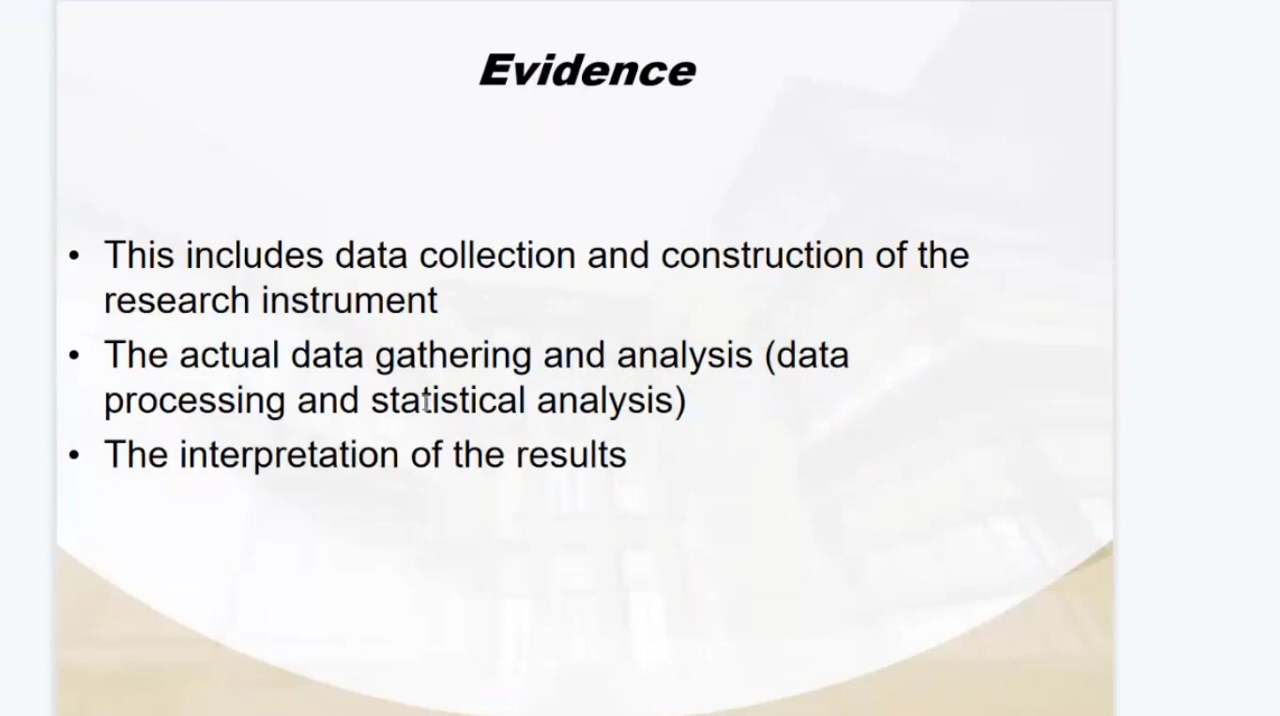 Evidence
• This includes data collection and construction of the
research instrument
• The actual data gathering and analysis (data
processing and statistical analysis)
• The interpretation of the results